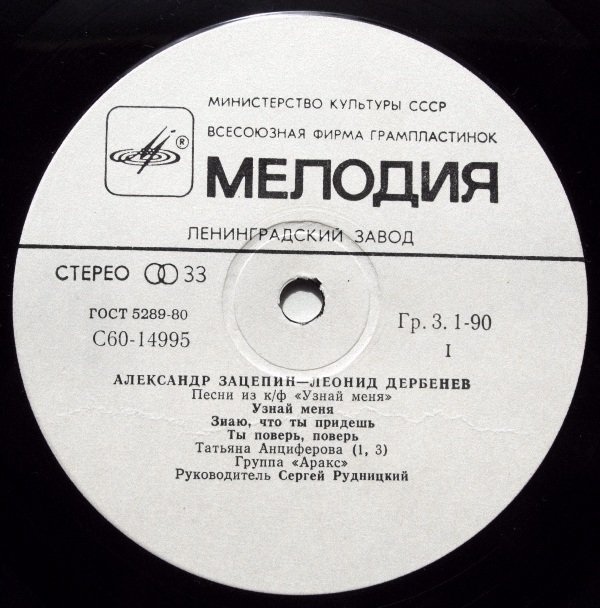 МИНИСТЕРСТВО КУЛЬТУРЫ СССР
ВСЕСОЮЗНАЯ ФИРМА ГРАМПЛАСТИНОК
®
МЕЛОДИЯ
ЛЕНИНГРАДСКИЙ ЗАВОД
СТЕРЕО 33
ГОСТ 5289-80
С60-14995
Гр. 3. 1-90
I
АЛЕКСАНДР ЗАЦЕПИН—ЛЕОНИД ДЕРБЕНЕВ
Песни из к/ф «Узнай меня»
Узнай меня
Знаю, что ты придешь
Ты поверь, поверь
Татьяна Анциферова (1, 3)
Группа «Аракс»
Руководитель Сергей Рудницкий